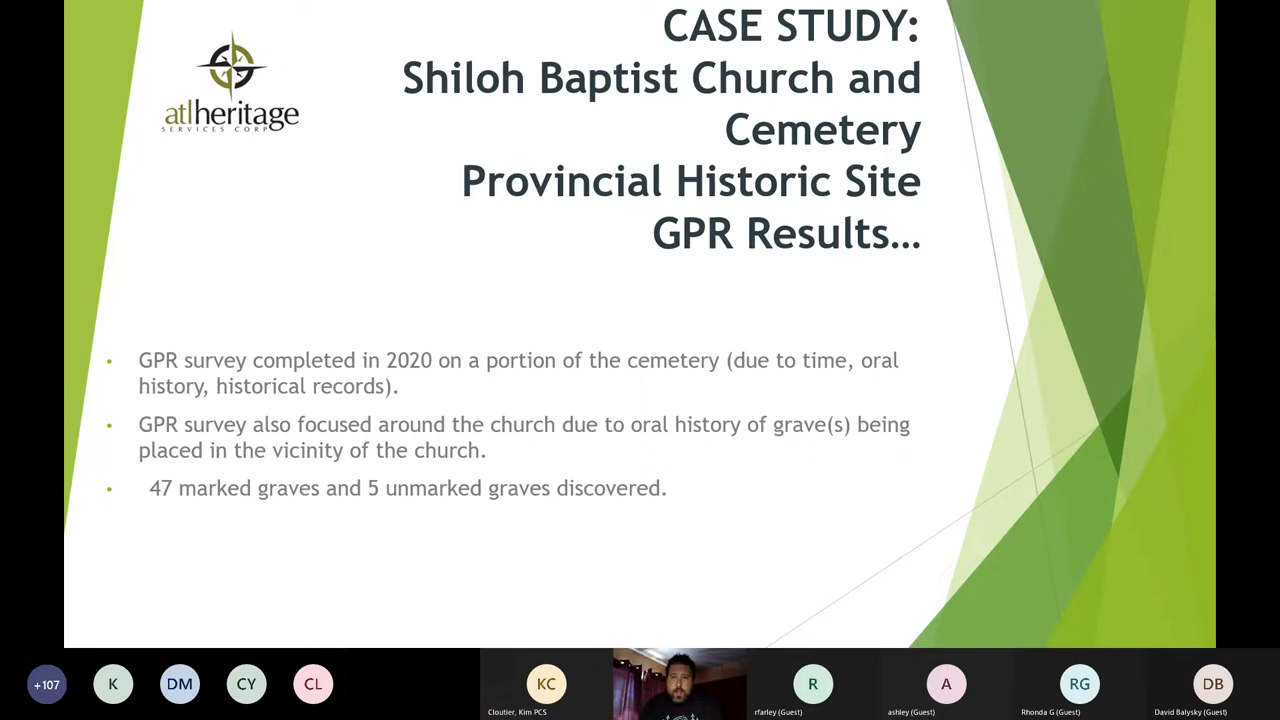 CASE STUDY:
Shiloh Baptist Church and
Cemetery
Provincial Historic Site
GPR Results...
atlheritage
SERVICES CORP
• GPR survey completed in 2020 on a portion of the cemetery (due to time, oral
history, historical records).
• GPR survey also focused around the church due to oral history of grave(s) being
placed in the vicinity of the church.
• 47 marked graves and 5 unmarked graves discovered.
+107
K
DM
CY
CL
KC
Cloutier, Kim PCS
R
rfarley (Guest)
A
ashley (Guest)
RG
Rhonda G (Guest)
DB
David Balysky (Guest)